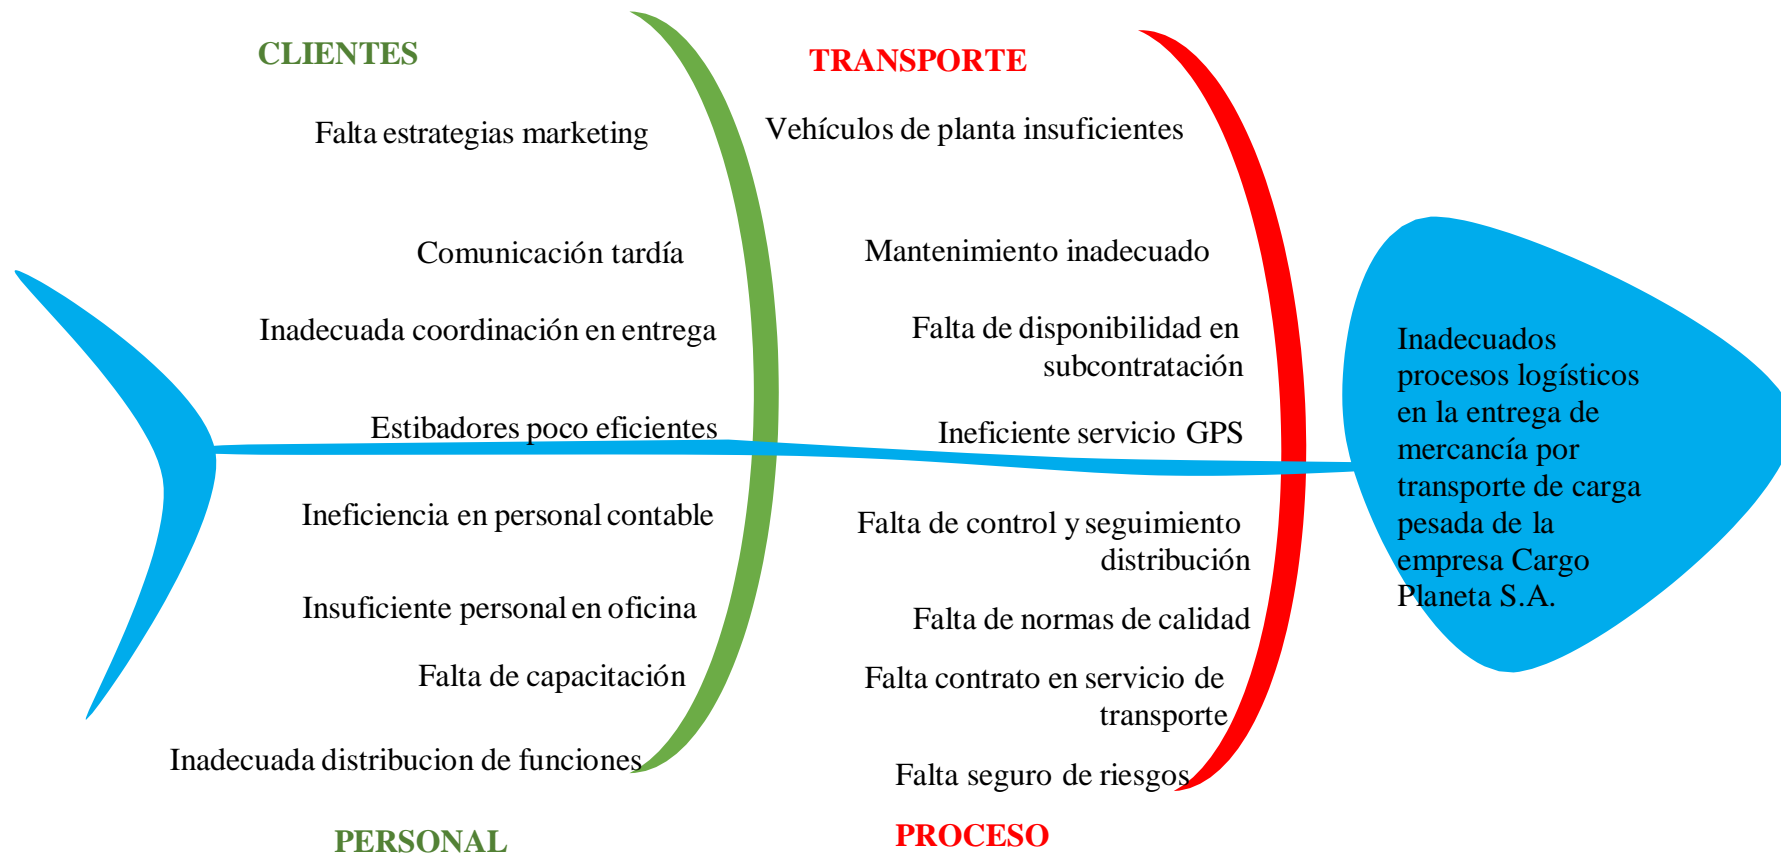 CLIENTES
Falta estrategias marketing
Comunicación tardía
Inadecuada coordinación en entrega
Estibadores poco eficientes
TRANSPORTE
Vehículos de planta insuficientes
Mantenimiento inadecuado
Falta de disponibilidad en
subcontratación
Ineficiente servicio GPS
Ineficiencia en personal contable
Insuficiente personal en oficina
Falta de capacitación
Inadecuada distribucion de funciones
PERSONAL
Falta de control y seguimiento
distribución
Falta de normas de calidad
Falta contrato en servicio de
transporte
Falta seguro de riesgos
PROCESO
Inadecuados
procesos logísticos
en la entrega de
mercancía por
transporte de carga
pesada de la
empresa Cargo
Planeta S.A.